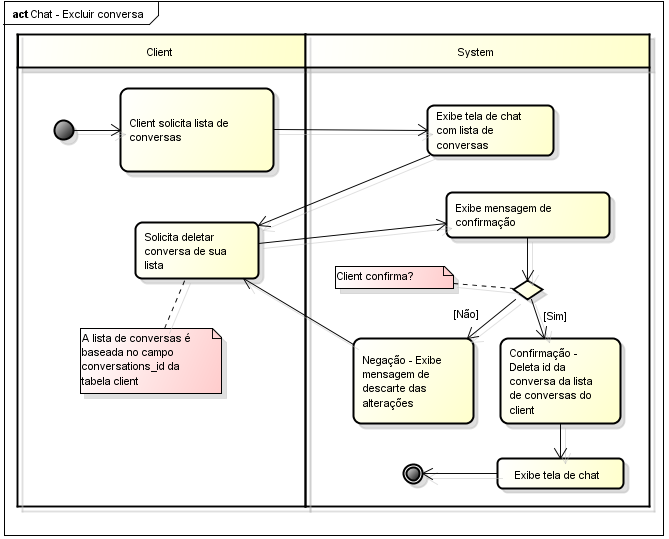 act Chat - Excluir conversa
Client
System
Client solicita lista de
conversas
Exibe tela de chat
com lista de
conversas
Solicita deletar
conversa de sua
lista
Exibe mensagem de
confirmação
Client confirma?
[Não]
[Sim]
A lista de conversas é
baseada no campo
conversations_id da
tabela client
Negação - Exibe
mensagem de
descarte das
alterações
Confirmação -
Deleta id da
conversa da lista
de conversas do
client
Exibe tela de chat